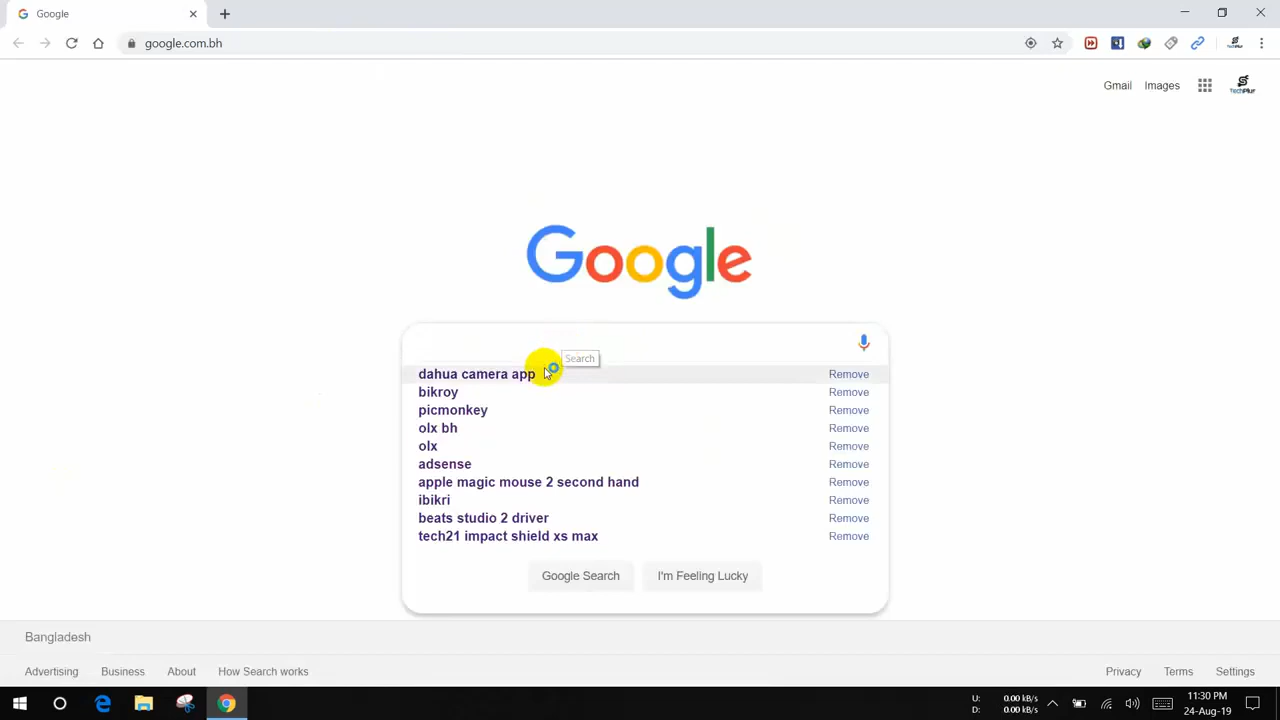 Google
google.com.bh
Gmail Images
TechPlur
Google
Search
dahua camera app Remove
bikroy Remove
picmonkey Remove
olx bh Remove
olx Remove
adsense Remove
apple magic mouse 2 second hand Remove
ibikri Remove
beats studio 2 driver Remove
tech21 impact shield xs max Remove
Google Search I'm Feeling Lucky
Bangladesh
Advertising Business About How Search works Privacy Terms Settings
U: 0.00 kB/s
D: 0.00 kB/s
11:30 PM
24-Aug-19